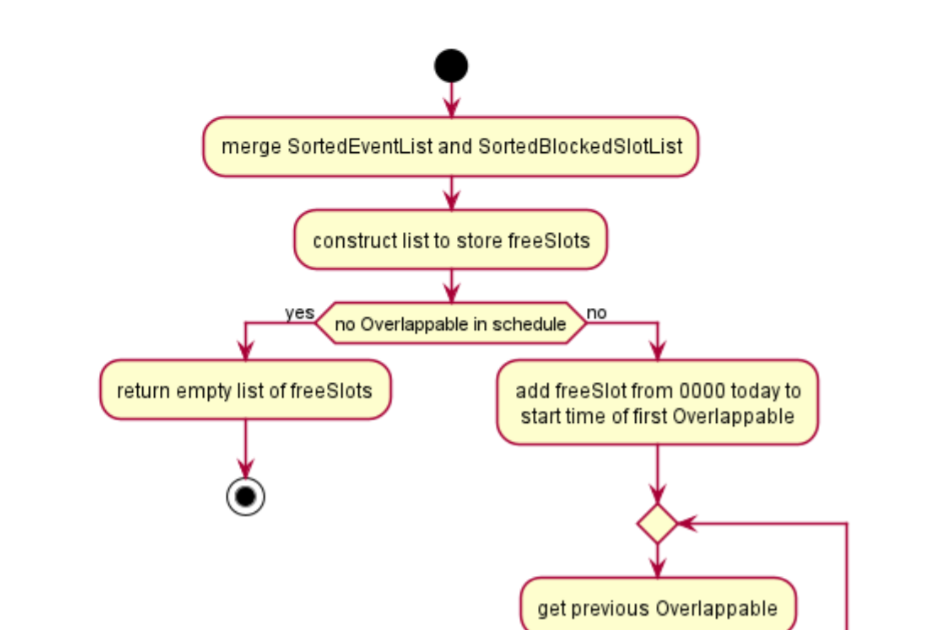 merge SortedEventList and SortedBlockedSlotList
construct list to store freeSlots
yes
no Overlappable in schedule
no
return empty list of freeSlots
add freeSlot from 0000 today to
start time of first Overlappable
get previous Overlappable